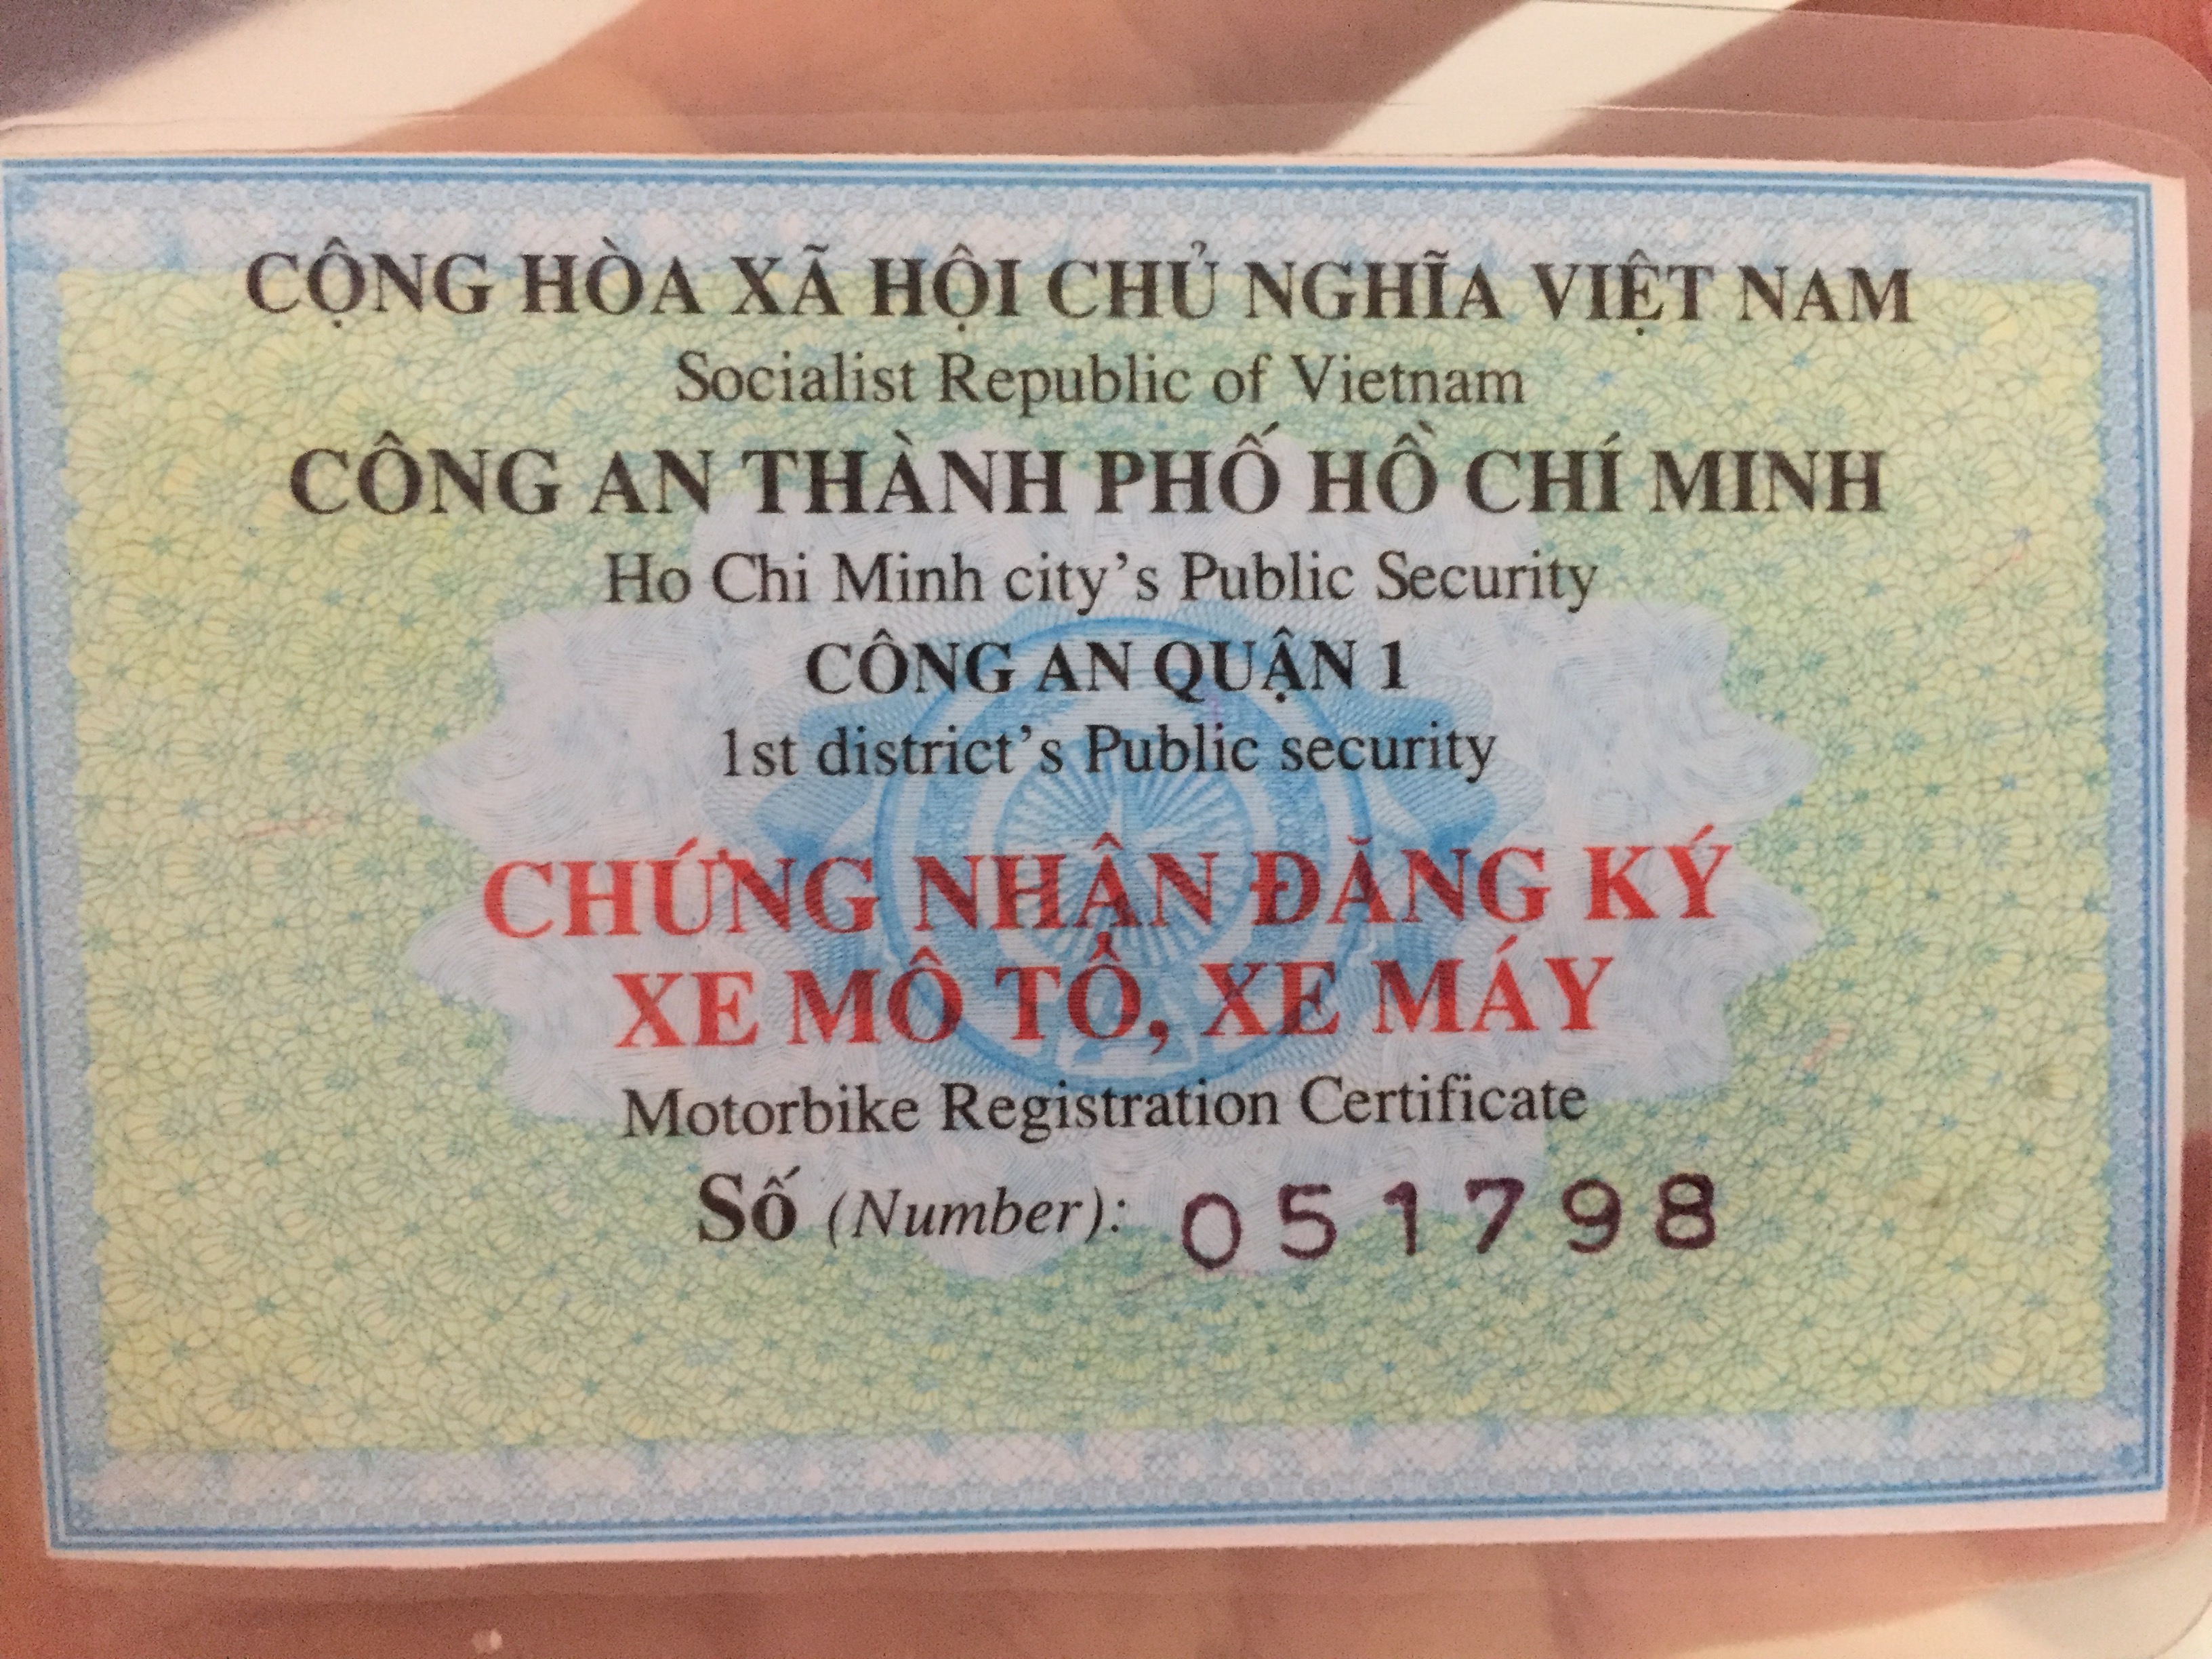 CỘNG HÒA XÃ HỘI CHỦ NGHĨA VIỆT NAM
Socialist Republic of Vietnam
CÔNG AN THÀNH PHỐ HỒ CHÍ MINH
Ho Chi Minh city's Public Security
CÔNG AN QUẬN 1
1st district's Public security
CHỨNG NHẬN ĐĂNG KÝ
XE MÔ TÔ, XE MÁY
Motorbike Registration Certificate
Số (Number): 051798